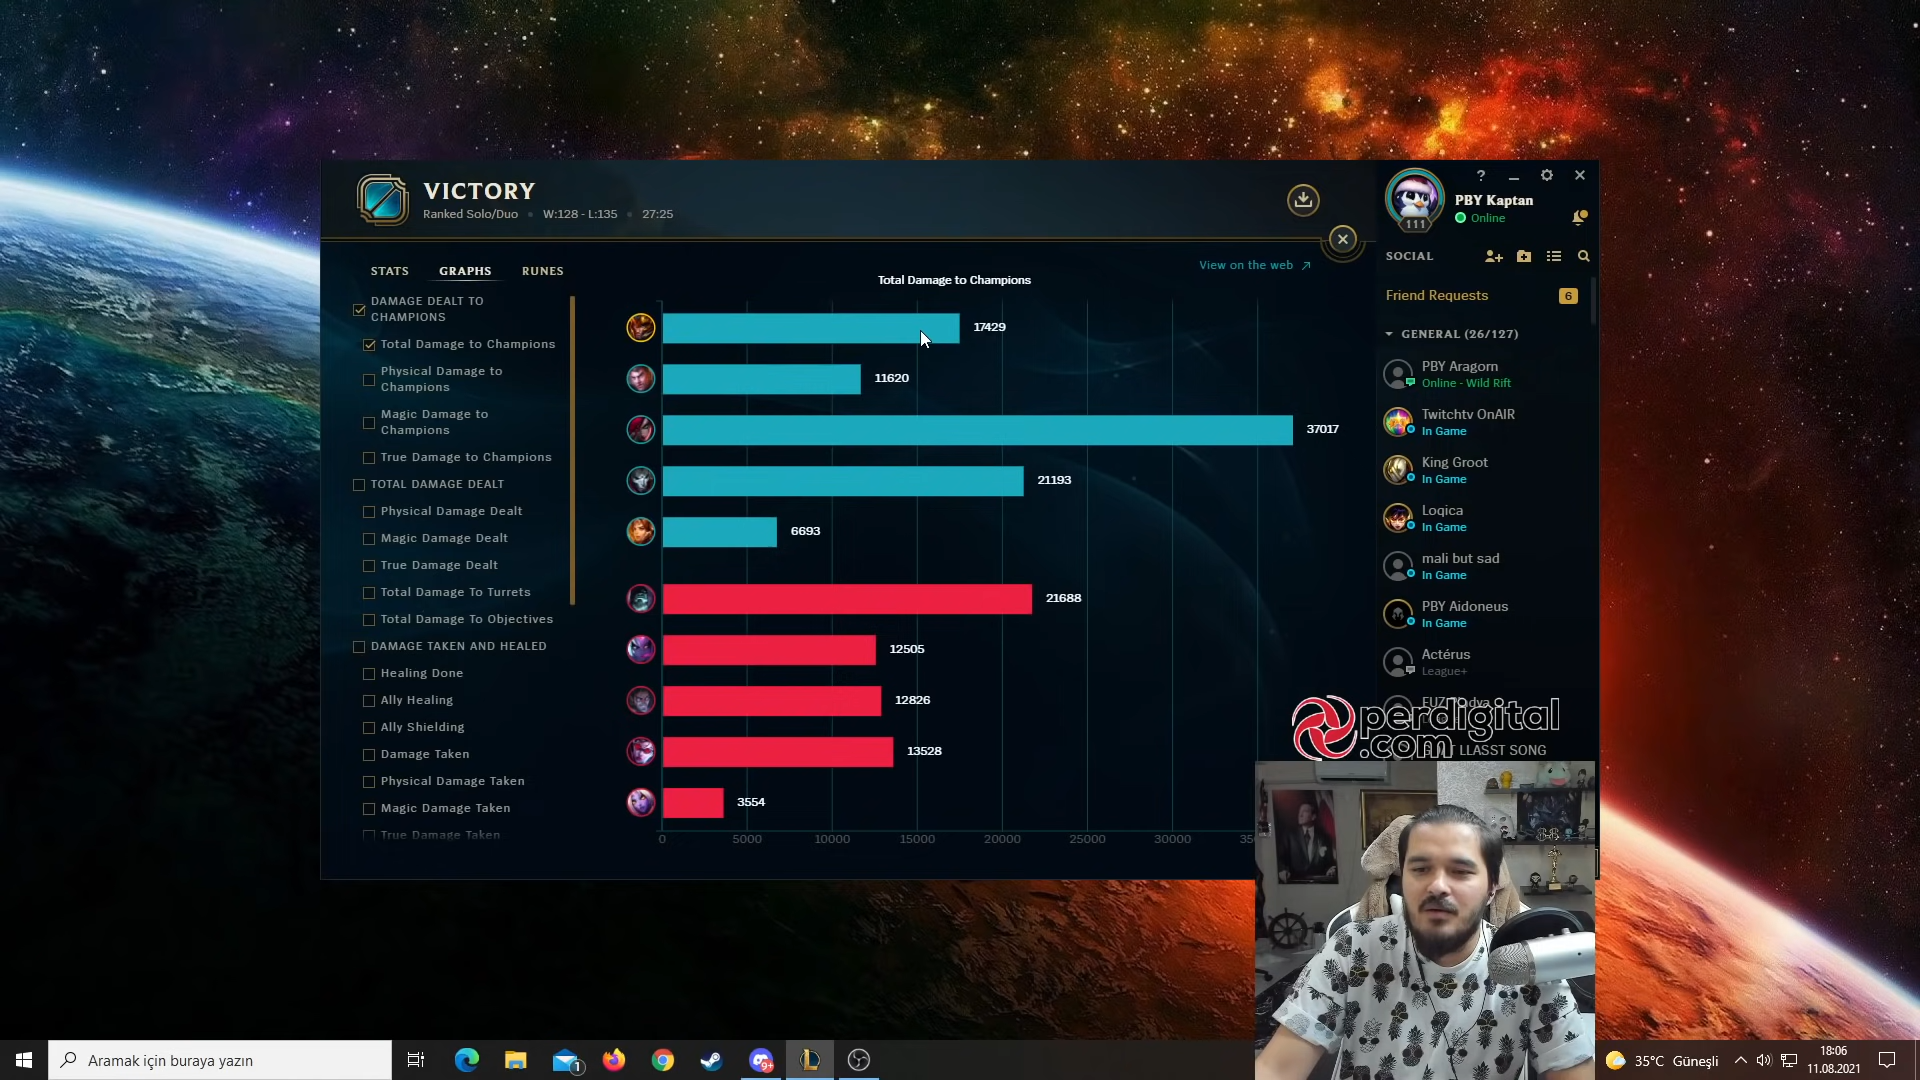 VICTORY
Ranked Solo/Duo • W:128 - L:135 • 27:25
STATS
GRAPHS
RUNES
View on the web
DAMAGE DEALT TO
CHAMPIONS
Total Damage to Champions
Physical Damage to
Champions
Magic Damage to
Champions
True Damage to Champions
TOTAL DAMAGE DEALT
Physical Damage Dealt
Magic Damage Dealt
True Damage Dealt
Total Damage To Turrets
Total Damage To Objectives
DAMAGE TAKEN AND HEALED
Healing Done
Ally Healing
Ally Shielding
Damage Taken
Physical Damage Taken
Magic Damage Taken
True Damage Taken
Total Damage to Champions
17429
11620
37017
21193
6693
21688
12505
12826
13528
3554
0 5000 10000 15000 20000 25000 30000
?
PBY Kaptan
Online
111
SOCIAL
Friend Requests
6
GENERAL (26/127)
PBY Aragorn
Online - Wild Rift
Twitchtv OnAIR
In Game
King Groot
In Game
Loqica
In Game
mali but sad
In Game
PBY Aidoneus
In Game
Actérus
League+
perdigital
.com
LLASST SONG
Aramak için buraya yazın
1
9+
35°C Güneşli
18:06
11.08.2021